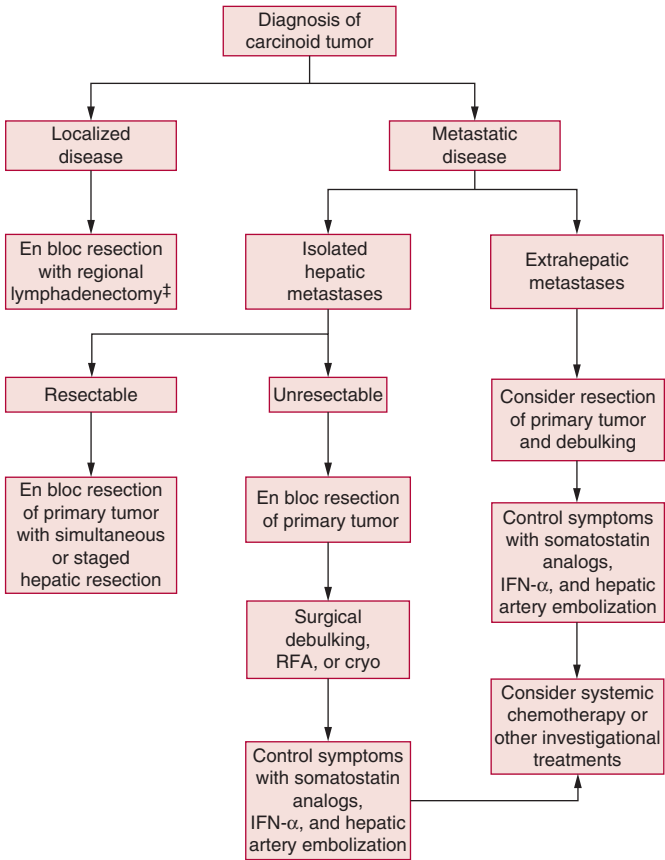 Diagnosis of
carcinoid tumor
Localized
disease
Metastatic
disease
En bloc resection
with regional
lymphadenectomy‡
Isolated
hepatic
metastases
Extrahepatic
metastases
Resectable
Unresectable
Consider resection
of primary tumor
and debulking
En bloc resection
of primary tumor
with simultaneous
or staged
hepatic resection
En bloc resection
of primary tumor
Control symptoms
with somatostatin
analogs,
IFN-α, and hepatic
artery embolization
Surgical
debulking,
RFA, or cryo
Consider systemic
chemotherapy or
other investigational
treatments
Control symptoms
with somatostatin
analogs,
IFN-α, and hepatic
artery embolization